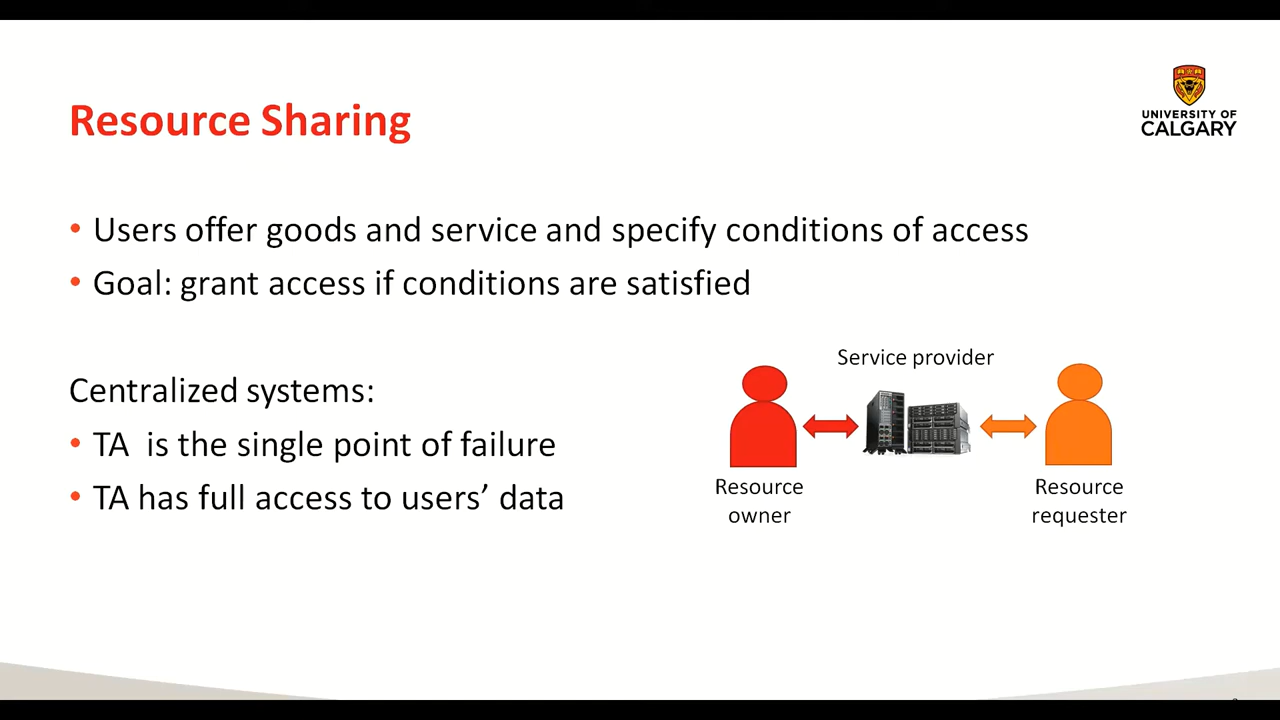 Resource Sharing
UNIVERSITY OF
CALGARY
• Users offer goods and service and specify conditions of access
• Goal: grant access if conditions are satisfied
Centralized systems:
• TA is the single point of failure
• TA has full access to users’ data
Service provider
Resource
owner
Resource
requester